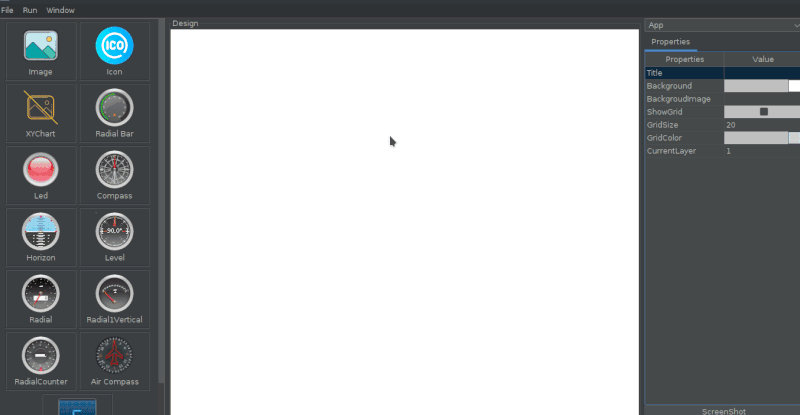 File Run Window
Design
App
Image
Icon
ICO
XYChart
Radial Bar
Led
Compass
Horizon
Level
-90.0°
Radial
Radial1Vertical
RadialCounter
Air Compass
Properties
Properties Value
Title
Background
BackgroudImage
ShowGrid
GridSize 20
GridColor
CurrentLayer 1
ScreenShot